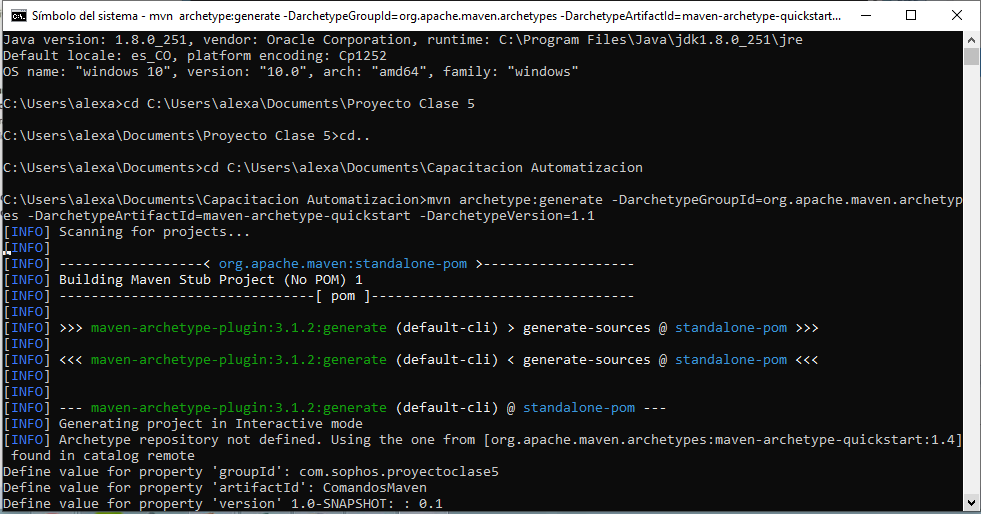 Símbolo del sistema - mvn  archetype:generate -DarchetypeGroupId=org.apache.maven.archetypes -DarchetypeArtifactId=maven-archetype-quickstart...
Java version: 1.8.0_251, vendor: Oracle Corporation, runtime: C:\Program Files\Java\jdk1.8.0_251\jre
Default locale: es_CO, platform encoding: Cp1252
OS name: "windows 10", version: "10.0", arch: "amd64", family: "windows"
C:\Users\alexa>cd C:\Users\alexa\Documents\Proyecto Clase 5
C:\Users\alexa\Documents\Proyecto Clase 5>cd..
C:\Users\alexa\Documents>cd C:\Users\alexa\Documents\Capacitacion Automatizacion
C:\Users\alexa\Documents\Capacitacion Automatizacion>mvn archetype:generate -DarchetypeGroupId=org.apache.maven.archetyp
es -DarchetypeArtifactId=maven-archetype-quickstart -DarchetypeVersion=1.1
[INFO] Scanning for projects...
[INFO]
[INFO] ------------------< org.apache.maven:standalone-pom >-------------------
[INFO] Building Maven Stub Project (No POM) 1
[INFO] --------------------------------[ pom ]---------------------------------
[INFO]
[INFO] >>> maven-archetype-plugin:3.1.2:generate (default-cli) > generate-sources @ standalone-pom >>>
[INFO]
[INFO] <<< maven-archetype-plugin:3.1.2:generate (default-cli) < generate-sources @ standalone-pom <<<
[INFO]
[INFO]
[INFO] --- maven-archetype-plugin:3.1.2:generate (default-cli) @ standalone-pom ---
[INFO] Generating project in Interactive mode
[INFO] Archetype repository not defined. Using the one from [org.apache.maven.archetypes:maven-archetype-quickstart:1.4]
 found in catalog remote
Define value for property 'groupId': com.sophos.proyectoclase5
Define value for property 'artifactId': ComandosMaven
Define value for property 'version' 1.0-SNAPSHOT: : 0.1